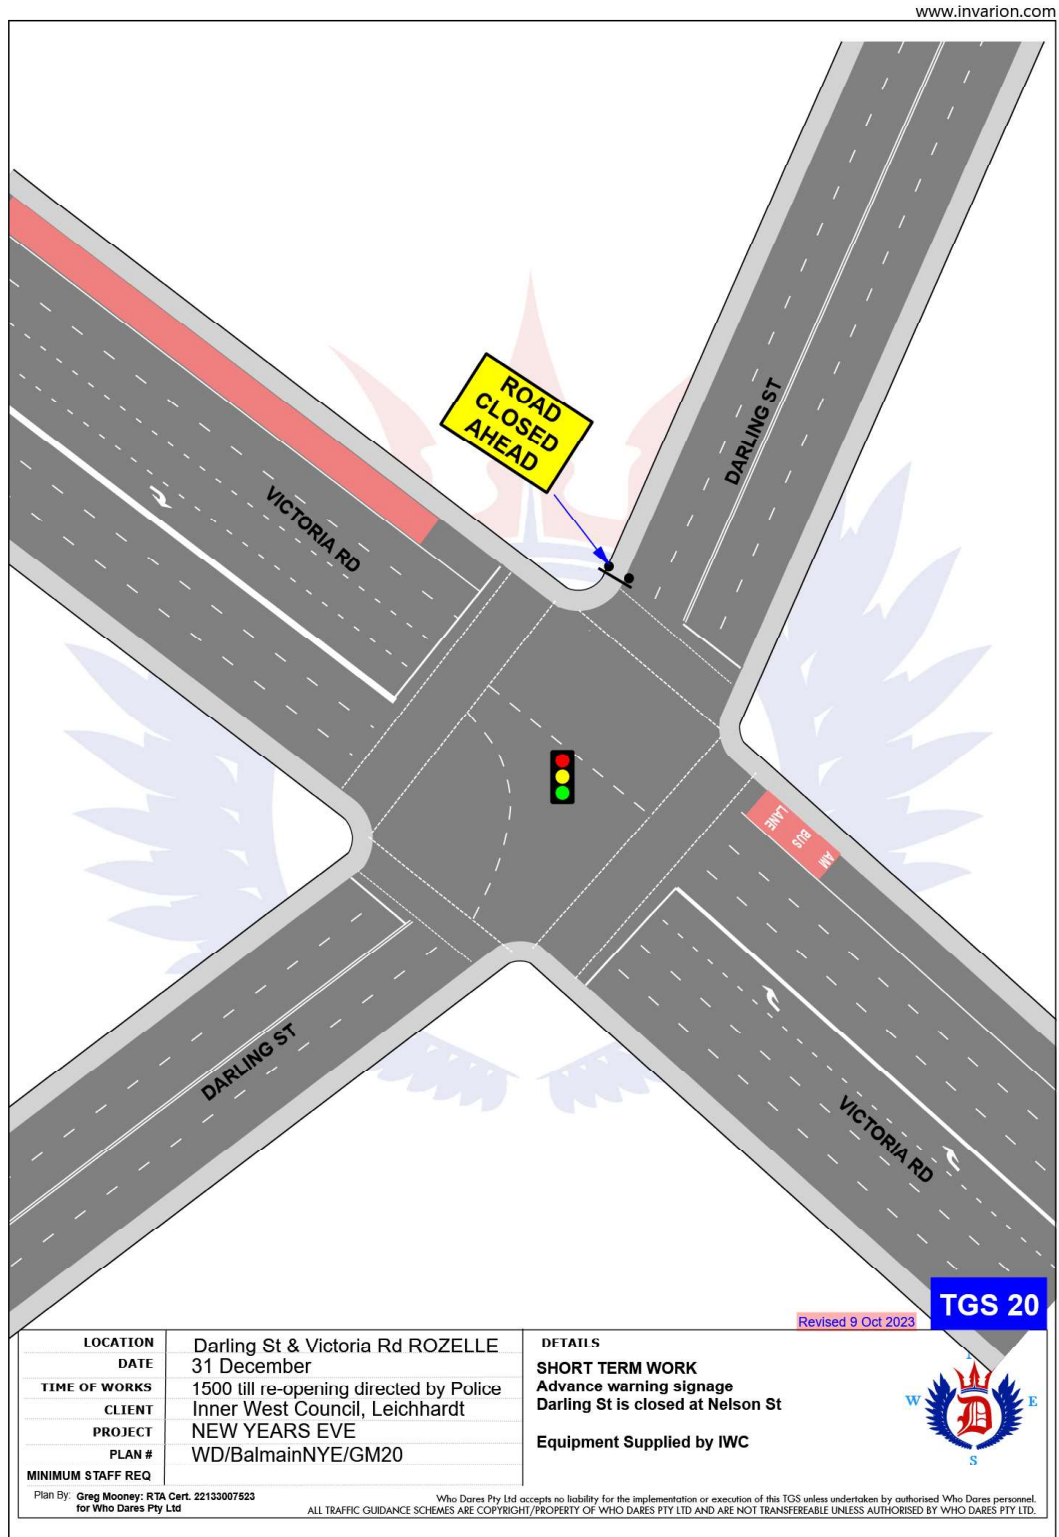 www.invarion.com
ROAD
CLOSED
AHEAD
DARLING ST
VICTORIA RD
LANE
BUS
AM
DARLING ST
VICTORIA RD
TGS 20
Revised 9 Oct 2023
LOCATION Darling St & Victoria Rd ROZELLE
DATE 31 December
TIME OF WORKS 1500 till re-opening directed by Police
CLIENT Inner West Council, Leichhardt
PROJECT NEW YEARS EVE
PLAN # WD/BalmainNYE/GM20
MINIMUM STAFF REQ
DETAILS
SHORT TERM WORK
Advance warning signage
Darling St is closed at Nelson St
Equipment Supplied by IWC
N
W
D
E
S
Plan By: Greg Mooney: RTA Cert. 22133007523
for Who Dares Pty Ltd
Who Dares Pty Ltd accepts no liability for the implementation or execution of this TGS unless undertaken by authorised Who Dares personnel.
ALL TRAFFIC GUIDANCE SCHEMES ARE COPYRIGHT/PROPERTY OF WHO DARES PTY LTD AND ARE NOT TRANSFEREABLE UNLESS AUTHORISED BY WHO DARES PTY LTD.